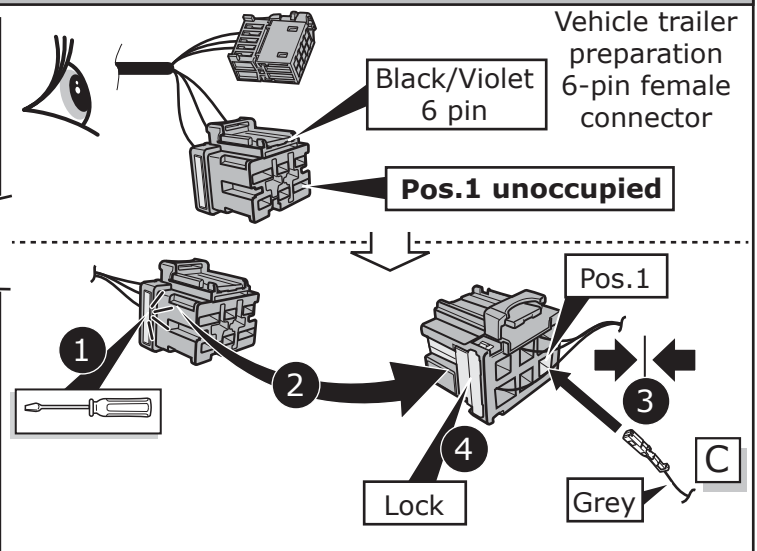 Vehicle trailer
preparation
6-pin female
connector
Black/Violet
6 pin
Pos.1 unoccupied
Pos.1
1
2
3
4
C
Lock
Grey